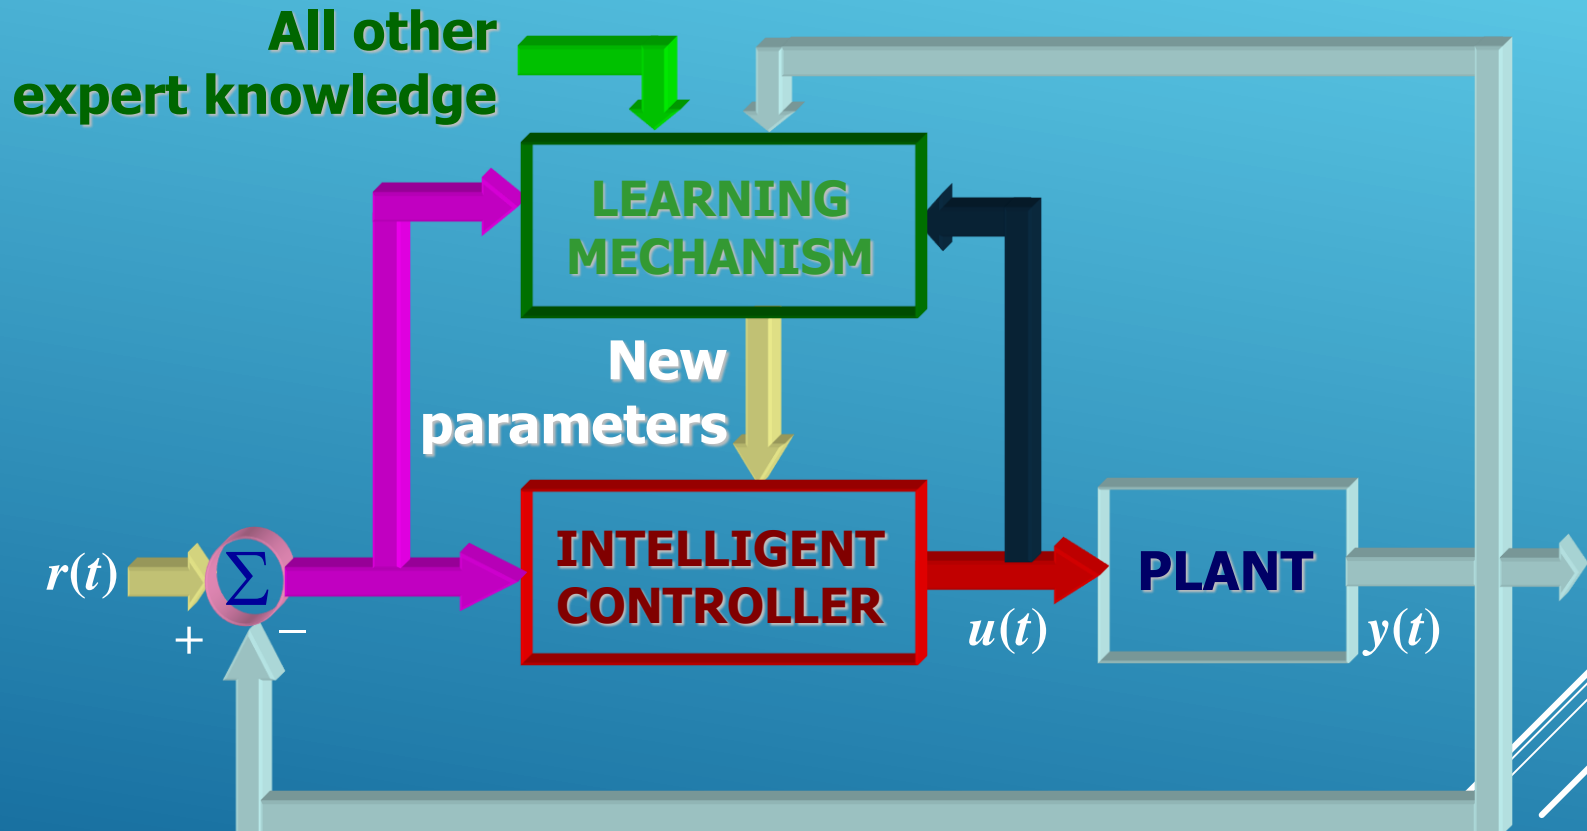 All other
expert knowledge
LEARNING
MECHANISM
New
parameters
r(t)
Σ
+
−
INTELLIGENT
CONTROLLER
u(t)
PLANT
y(t)